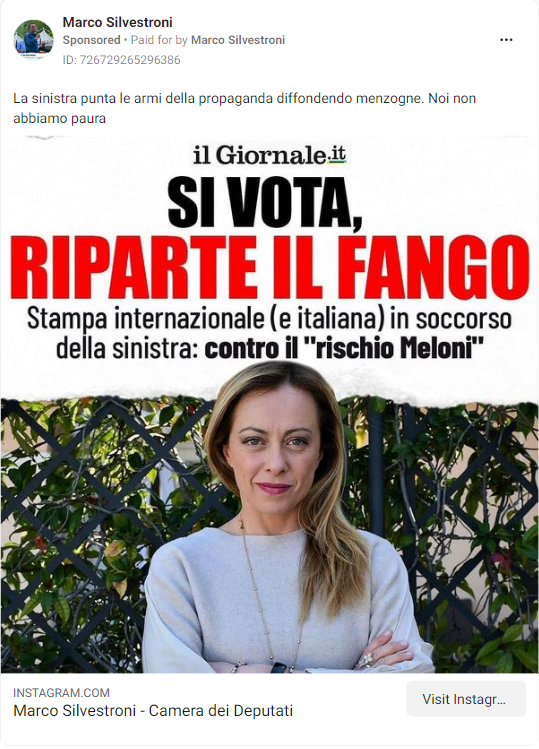 Marco Silvestroni
Sponsored • Paid for by Marco Silvestroni
ID: 726729265296386
La sinistra punta le armi della propaganda diffondendo menzogne. Noi non
abbiamo paura
il Giornale.it
SI VOTA,
RIPARTE IL FANGO
Stampa internazionale (e italiana) in soccorso
della sinistra: contro il "rischio Meloni"
INSTAGRAM.COM
Marco Silvestroni - Camera dei Deputati
Visit Instagr...